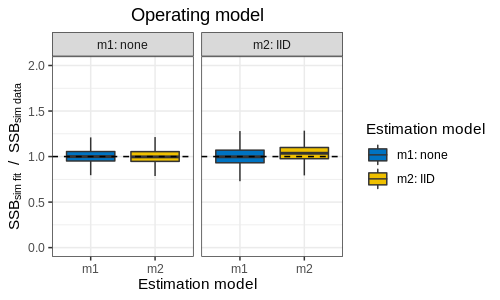 Operating model
m1: none
m2: IID
2.0
1.5
1.0
0.5
0.0
SSBsim fit / SSBsim data
m1
m2
m1
m2
Estimation model
Estimation model
m1: none
m2: IID